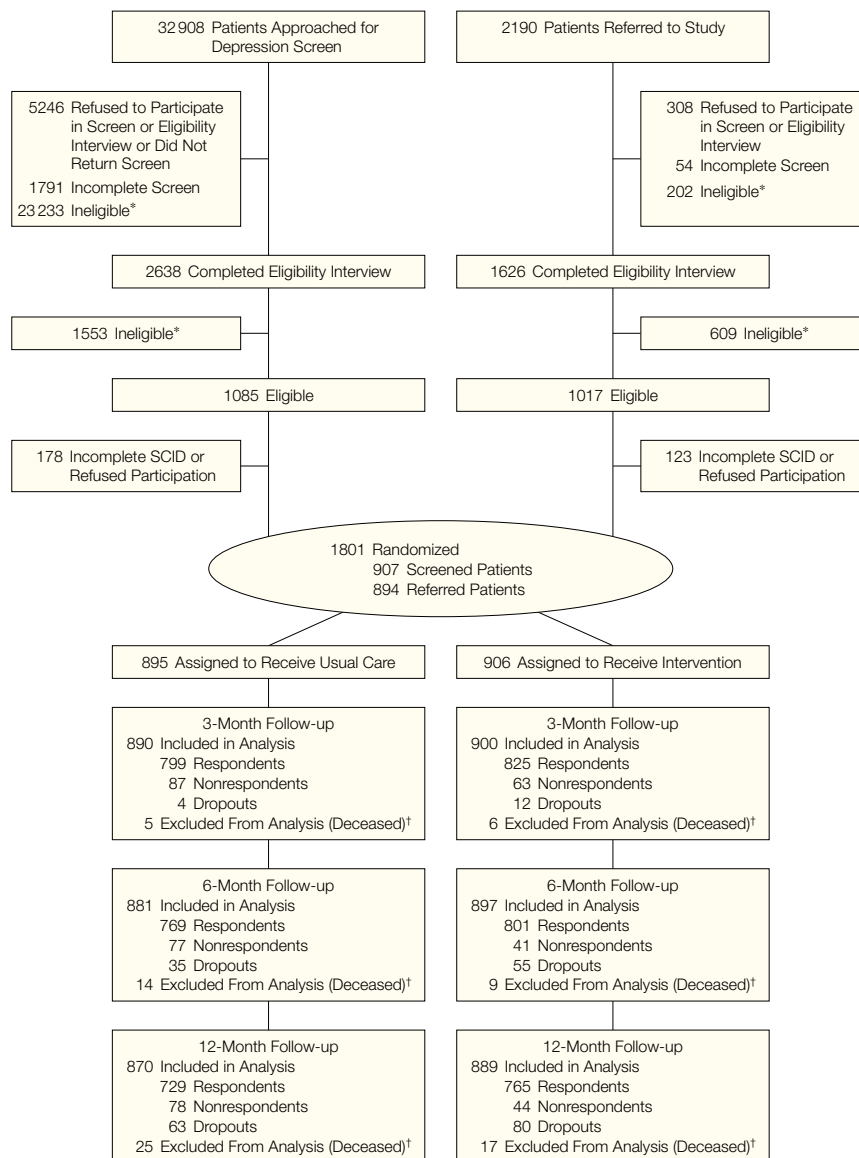 32 908 Patients Approached for
Depression Screen
2190 Patients Referred to Study
5246 Refused to Participate
in Screen or Eligibility
Interview or Did Not
Return Screen
1791 Incomplete Screen
23 233 Ineligible*
308 Refused to Participate
in Screen or Eligibility
Interview
54 Incomplete Screen
202 Ineligible*
2638 Completed Eligibility Interview
1626 Completed Eligibility Interview
1553 Ineligible*
609 Ineligible*
1085 Eligible
1017 Eligible
178 Incomplete SCID or
Refused Participation
123 Incomplete SCID or
Refused Participation
1801 Randomized
907 Screened Patients
894 Referred Patients
895 Assigned to Receive Usual Care
906 Assigned to Receive Intervention
3-Month Follow-up
890 Included in Analysis
799 Respondents
87 Nonrespondents
4 Dropouts
5 Excluded From Analysis (Deceased)†
3-Month Follow-up
900 Included in Analysis
825 Respondents
63 Nonrespondents
12 Dropouts
6 Excluded From Analysis (Deceased)†
6-Month Follow-up
881 Included in Analysis
769 Respondents
77 Nonrespondents
35 Dropouts
14 Excluded From Analysis (Deceased)†
6-Month Follow-up
897 Included in Analysis
801 Respondents
41 Nonrespondents
55 Dropouts
9 Excluded From Analysis (Deceased)†
12-Month Follow-up
870 Included in Analysis
729 Respondents
78 Nonrespondents
63 Dropouts
25 Excluded From Analysis (Deceased)†
12-Month Follow-up
889 Included in Analysis
765 Respondents
44 Nonrespondents
80 Dropouts
17 Excluded From Analysis (Deceased)†